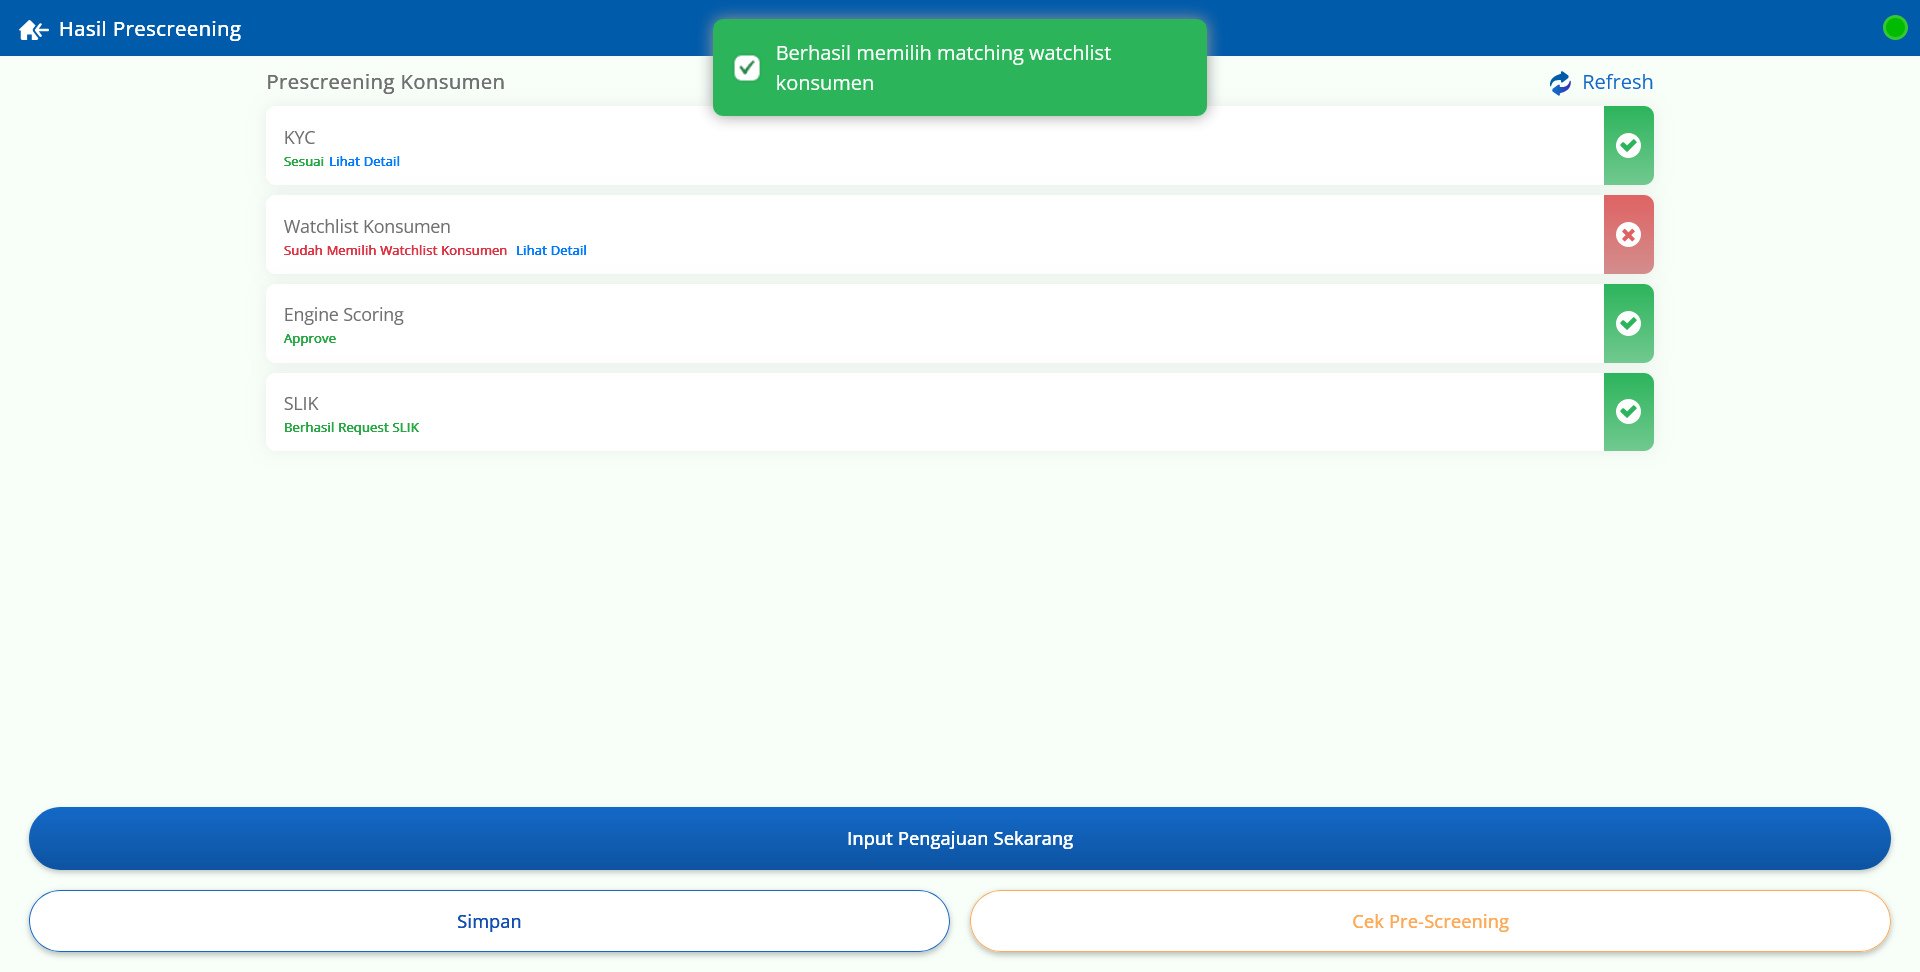 Hasil Prescreening
Berhasil memilih matching watchlist
konsumen
Prescreening Konsumen
Refresh
KYC
Sesuai Lihat Detail
Watchlist Konsumen
Sudah Memilih Watchlist Konsumen Lihat Detail
Engine Scoring
Approve
SLIK
Berhasil Request SLIK
Input Pengajuan Sekarang
Simpan
Cek Pre-Screening